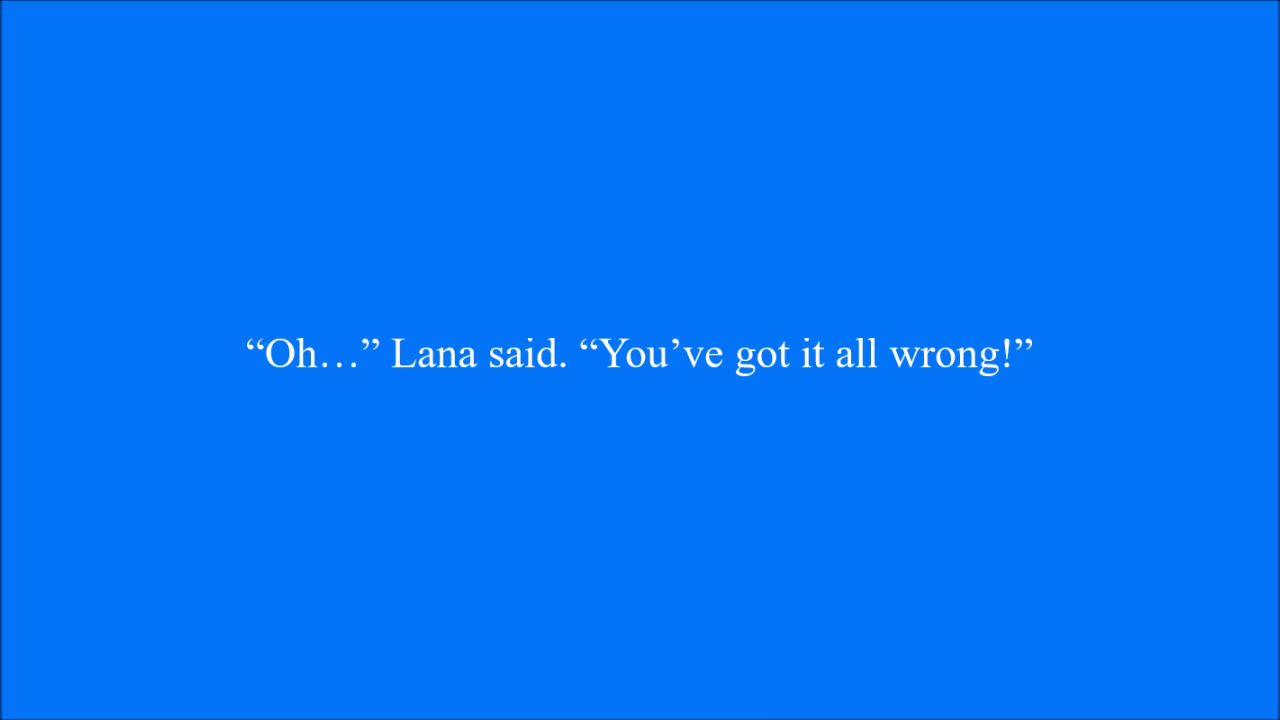 “Oh…” Lana said. “You’ve got it all wrong!”